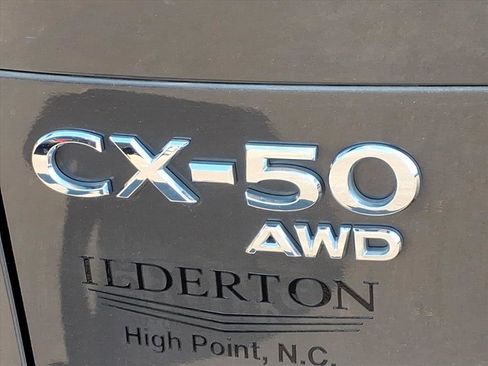 CX-50
AWD
ILDERTON
High Point, N.C.